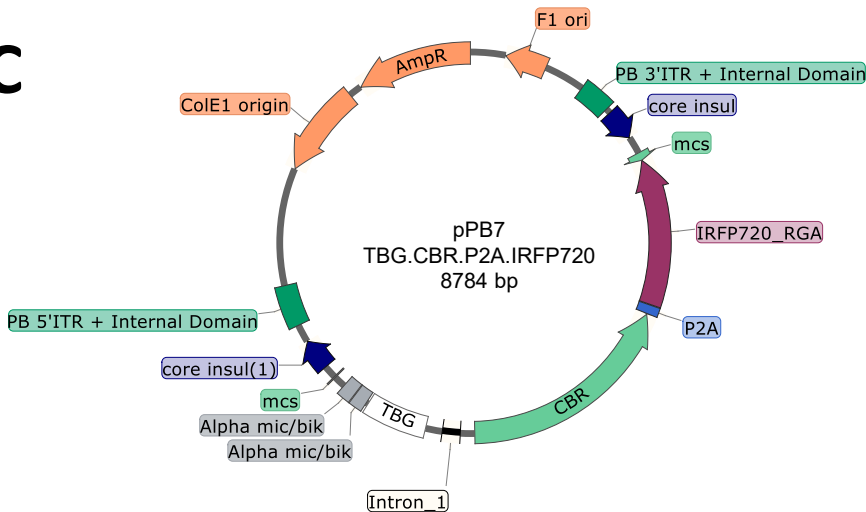 C
F1 ori
AmpR
PB 3'ITR + Internal Domain
ColE1 origin
core insul
mcs
pPB7
TBG.CBR.P2A.IRFP720
8784 bp
IRFP720_RGA
PB 5'ITR + Internal Domain
P2A
core insul(1)
mcs
CBR
TBG
Alpha mic/bik
Alpha mic/bik
Intron_1